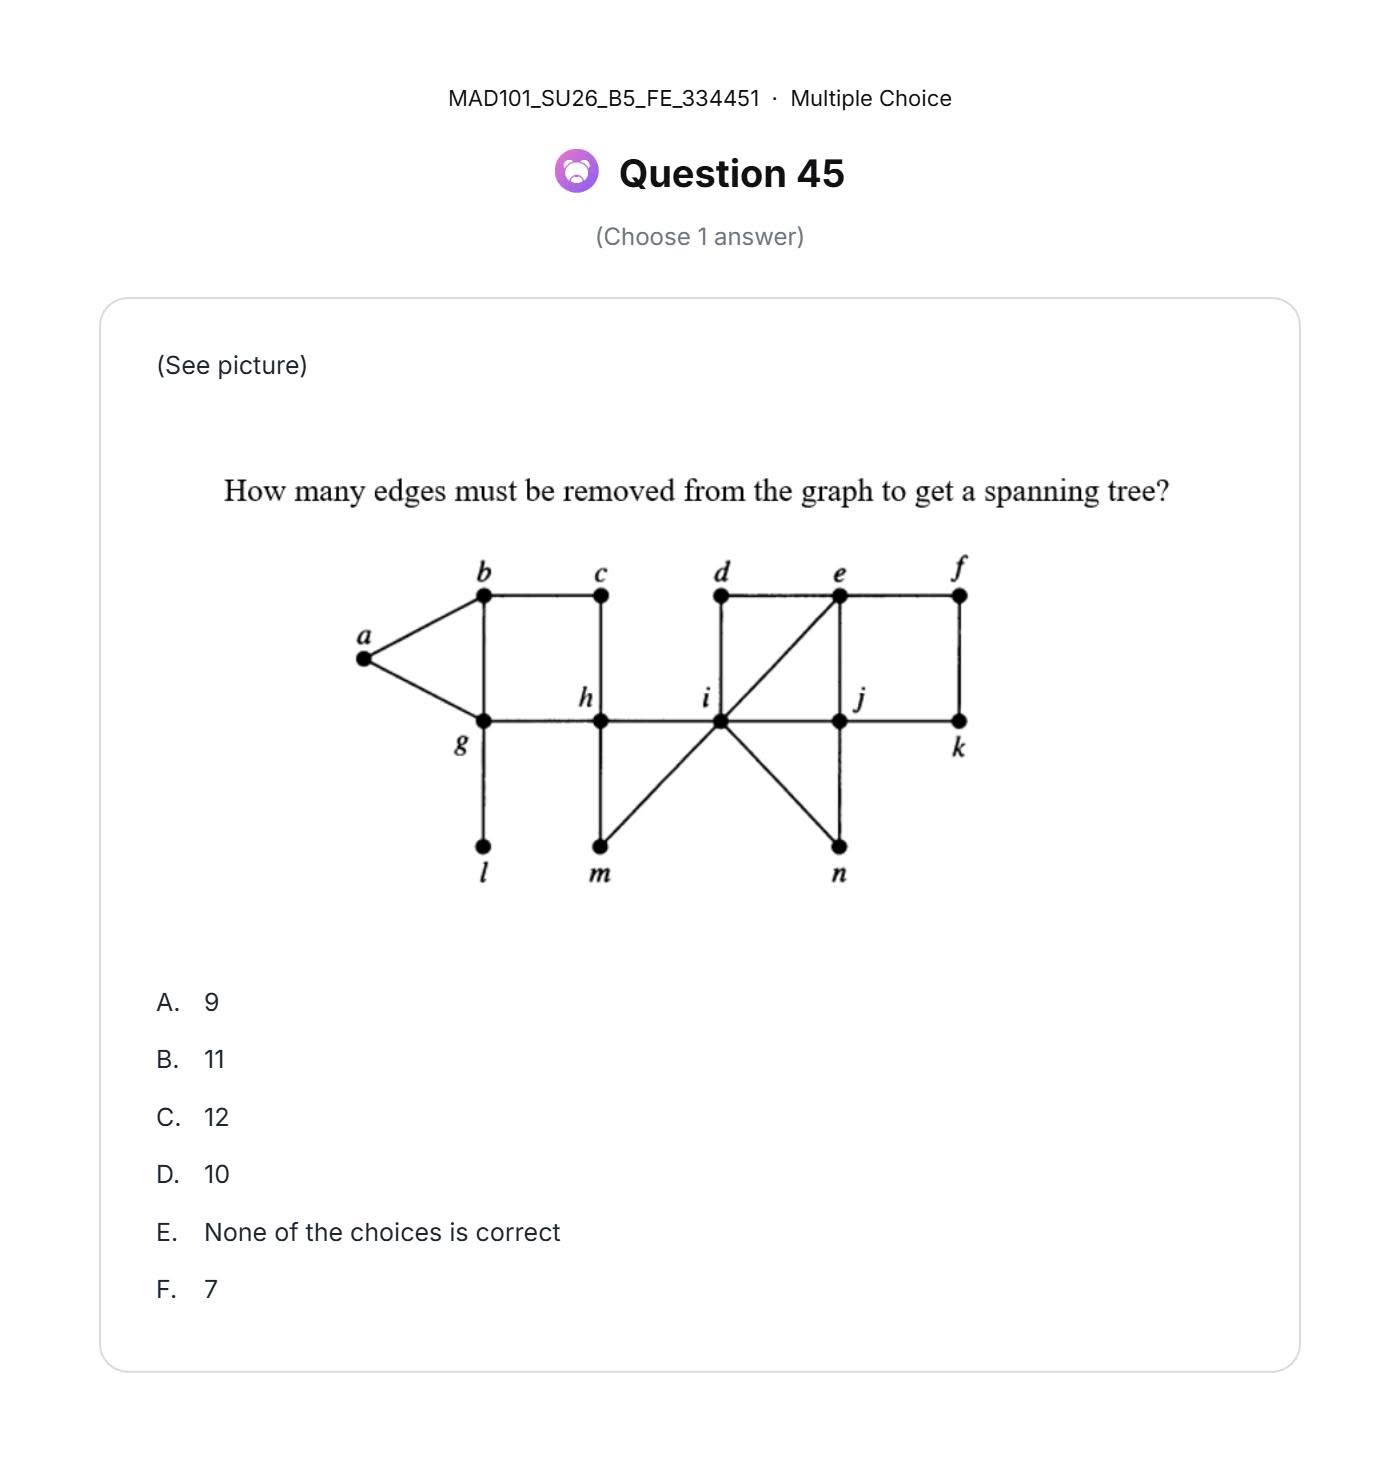 MAD101_SU26_B5_FE_334451 · Multiple Choice
Question 45
(Choose 1 answer)
(See picture)
How many edges must be removed from the graph to get a spanning tree?
b c d e f
a
h i j
g k
l m n
A. 9
B. 11
C. 12
D. 10
E. None of the choices is correct
F. 7